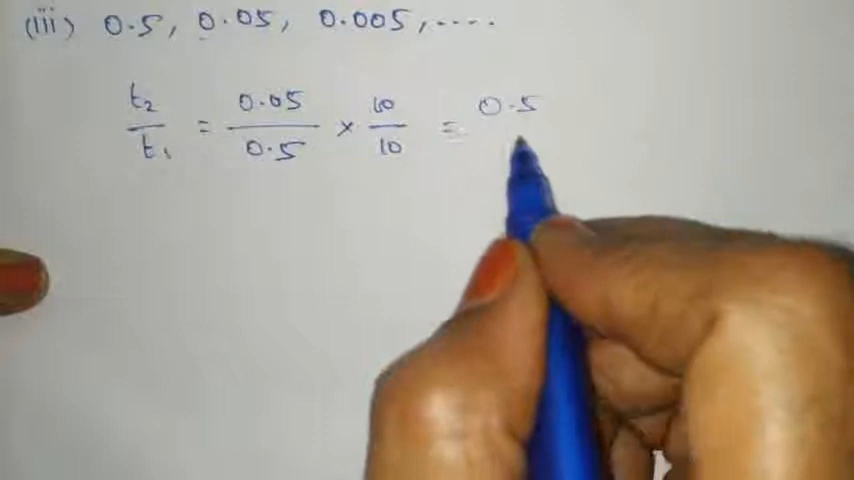 (iii) 0.5, 0.05, 0.005,....
t₂/t₁ = 0.05/0.5 × 10/10 = 0.5